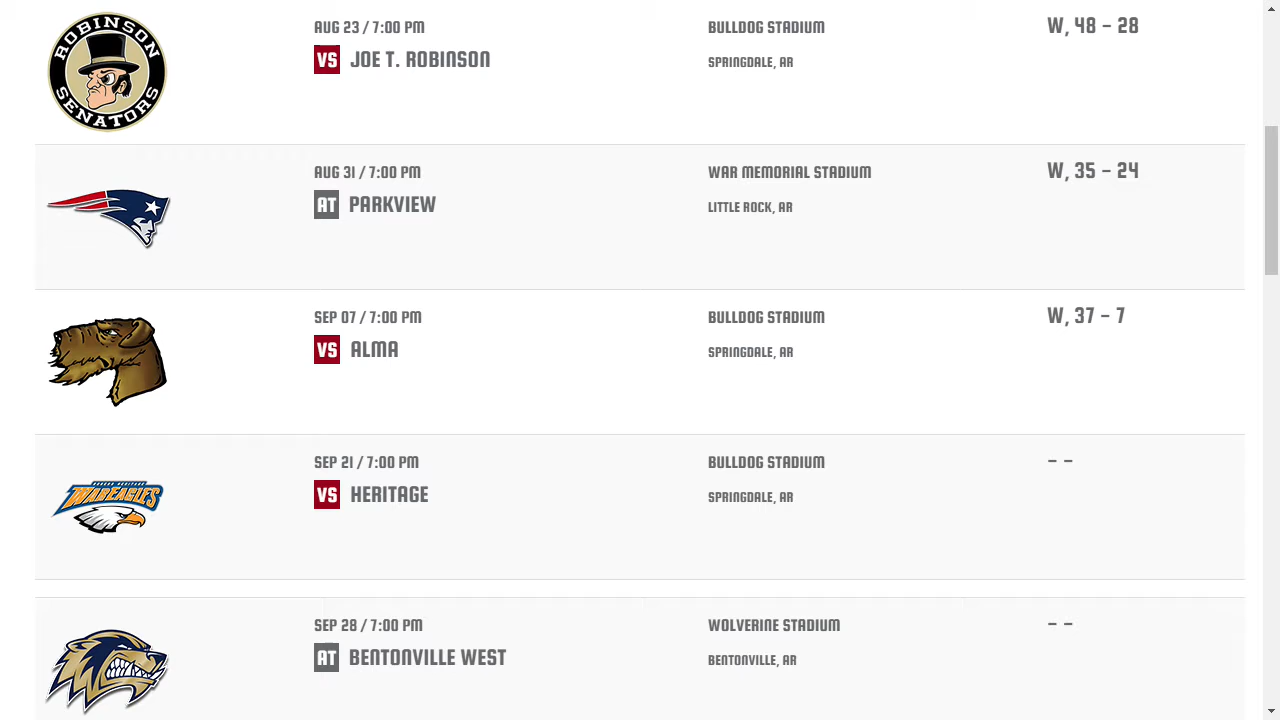 ROBINSON
SENATORS
AUG 23 / 7:00 PM
VS JOE T. ROBINSON
BULLDOG STADIUM
SPRINGDALE, AR
W, 48 - 28
AUG 31 / 7:00 PM
AT PARKVIEW
WAR MEMORIAL STADIUM
LITTLE ROCK, AR
W, 35 - 24
SEP 07 / 7:00 PM
VS ALMA
BULLDOG STADIUM
SPRINGDALE, AR
W, 37 - 7
WAREAGLES
SEP 21 / 7:00 PM
VS HERITAGE
BULLDOG STADIUM
SPRINGDALE, AR
- -
SEP 28 / 7:00 PM
AT BENTONVILLE WEST
WOLVERINE STADIUM
BENTONVILLE, AR
- -